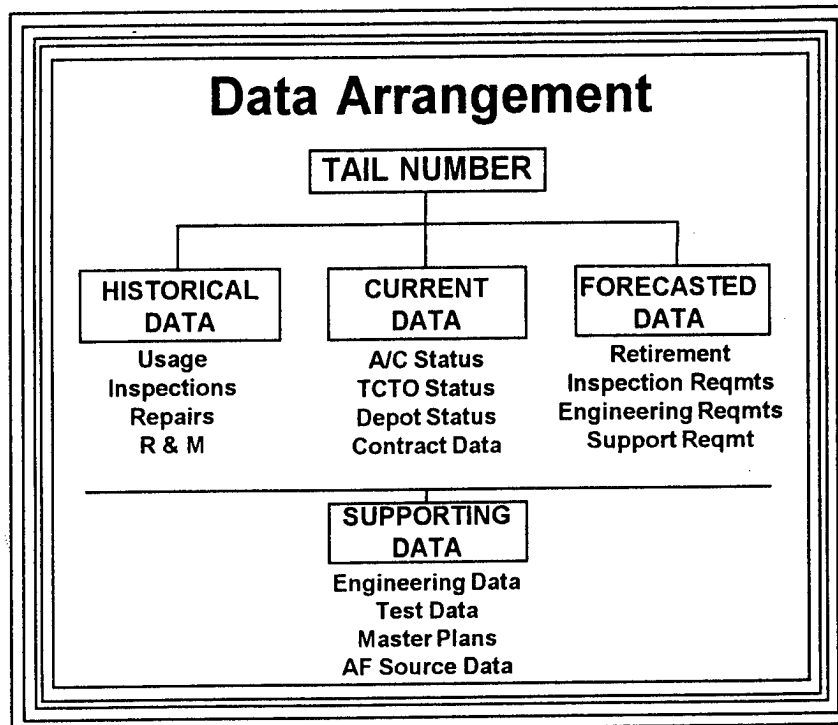 Data Arrangement
TAIL NUMBER
HISTORICAL
DATA
Usage
Inspections
Repairs
R & M
CURRENT
DATA
A/C Status
TCTO Status
Depot Status
Contract Data
FORECASTED
DATA
Retirement
Inspection Reqmts
Engineering Reqmts
Support Reqmt
SUPPORTING
DATA
Engineering Data
Test Data
Master Plans
AF Source Data